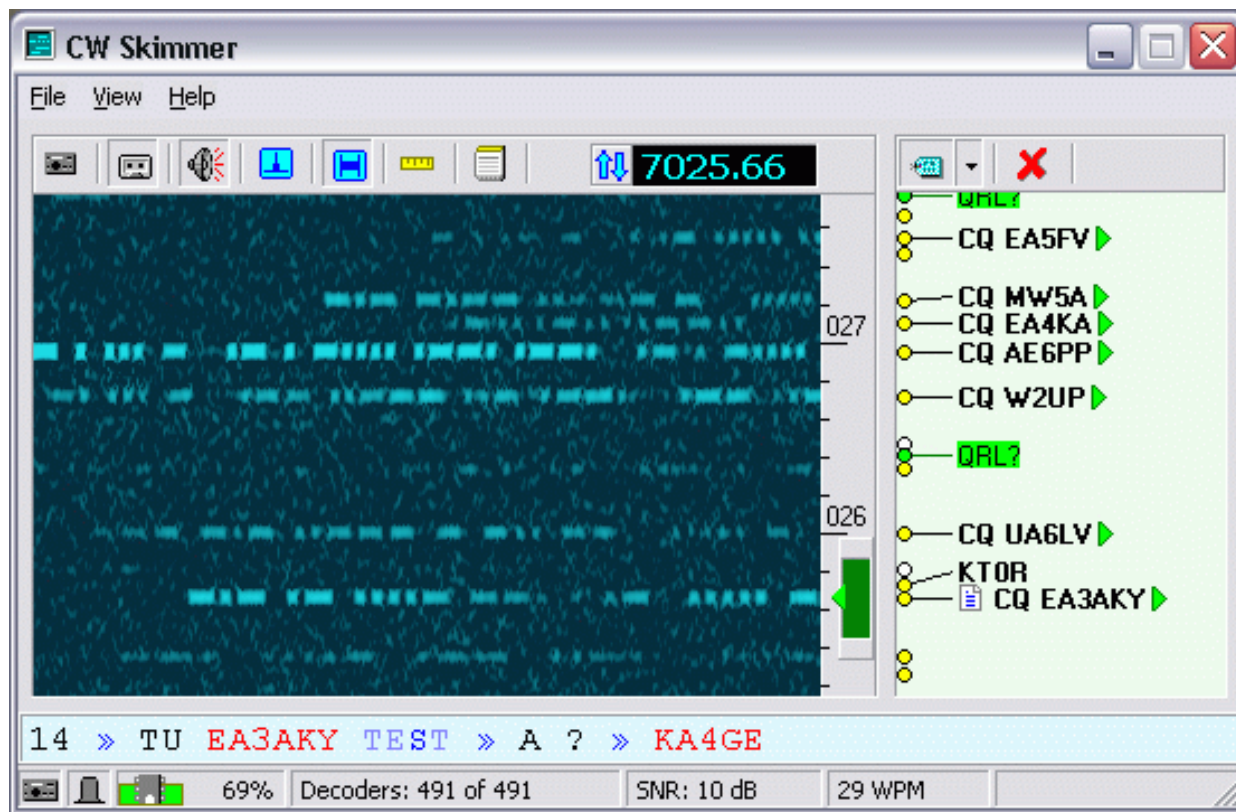 CW Skimmer
File View Help
7025.66
QRL?
CQ EA5FV
CQ MW5A
027
CQ EA4KA
CQ AE6PP
CQ W2UP
QRL?
026
CQ UA6LV
KT0R
CQ EA3AKY
14 » TU EA3AKY TEST » A ? » KA4GE
69% Decoders: 491 of 491 SNR: 10 dB 29 WPM